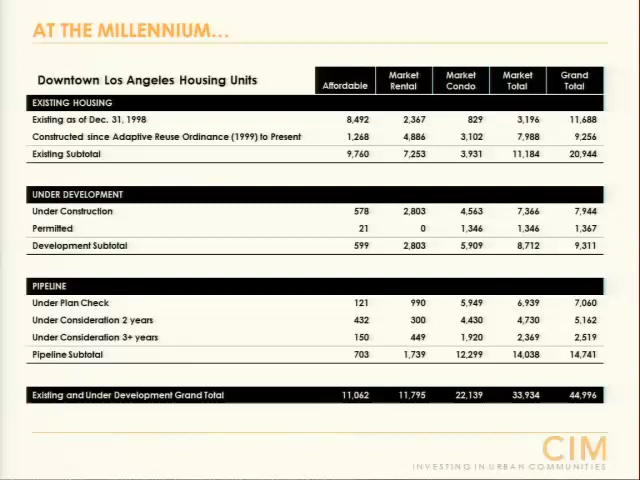 AT THE MILLENNIUM...
Downtown Los Angeles Housing Units Affordable Market Rental Market Condo Market Total Grand Total
EXISTING HOUSING
Existing as of Dec. 31, 1998 8,492 2,367 829 3,196 11,688
Constructed since Adaptive Reuse Ordinance (1999) to Present 1,268 4,886 3,102 7,988 9,256
Existing Subtotal 9,760 7,253 3,931 11,184 20,944
UNDER DEVELOPMENT
Under Construction 578 2,803 4,563 7,366 7,944
Permitted 21 0 1,346 1,346 1,367
Development Subtotal 599 2,803 5,909 8,712 9,311
PIPELINE
Under Plan Check 121 990 5,949 6,939 7,060
Under Consideration 2 years 432 300 4,430 4,730 5,162
Under Consideration 3+ years 150 449 1,920 2,369 2,519
Pipeline Subtotal 703 1,739 12,299 14,038 14,741
Existing and Under Development Grand Total 11,062 11,795 22,139 33,934 44,996
CIM
INVESTING IN URBAN COMMUNITIES